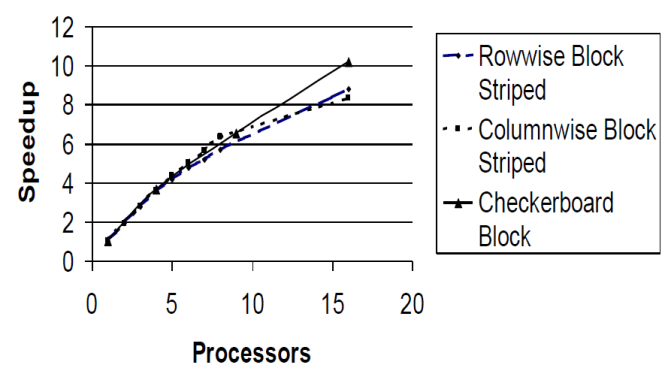 12
10
8
6
4
2
0
Speedup
0 5 10 15 20
Processors
Rowwise Block
Striped
Columnwise Block
Striped
Checkerboard
Block